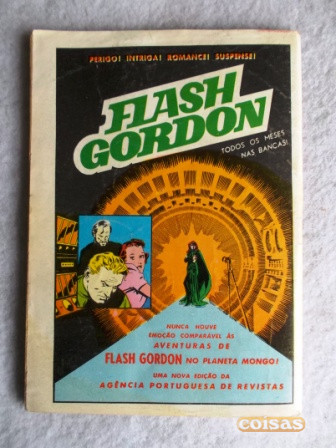 PERIGO! INTRIGA! ROMANCE! SUSPENSE!
FLASH
GORDON
TODOS OS MESES
NAS BANCAS!
NUNCA HOUVE
EMOÇÃO COMPARÁVEL ÀS
AVENTURAS DE
FLASH GORDON NO PLANETA MONGO!
UMA NOVA EDIÇÃO DA
AGÊNCIA PORTUGUESA DE REVISTAS
coisas